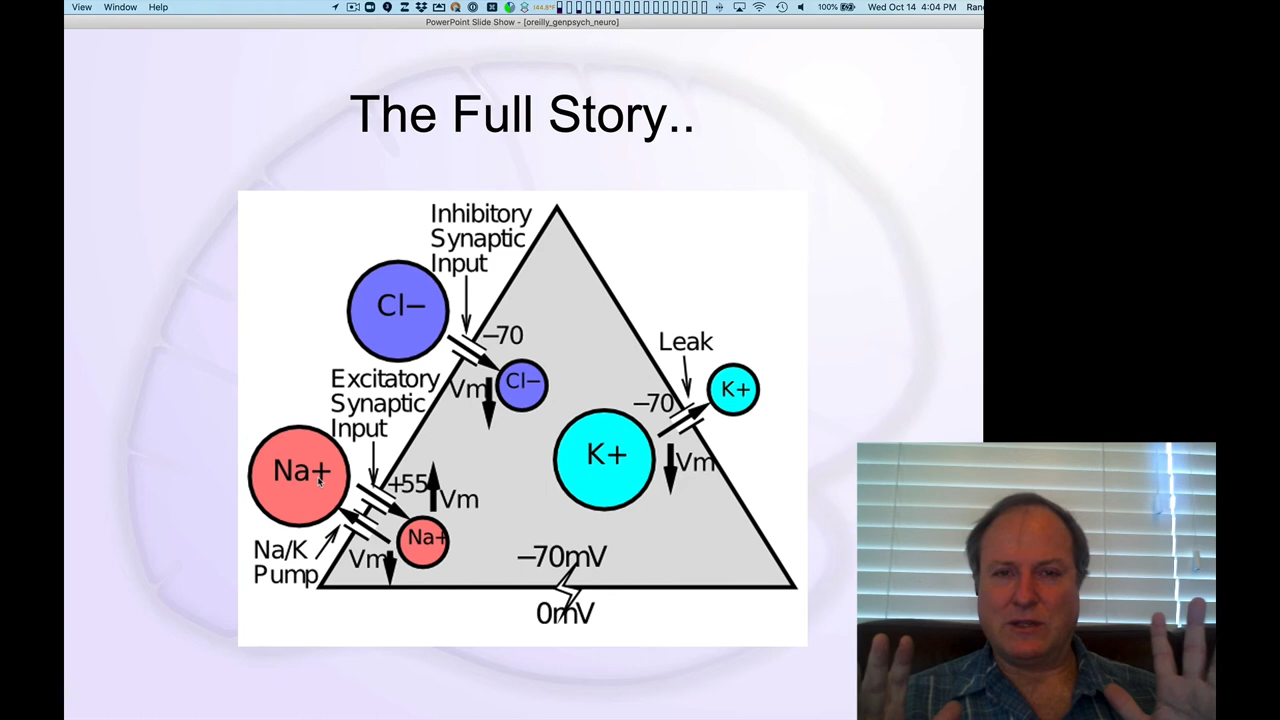 View Window Help
144.8°F
100%
Wed Oct 14 4:04 PM
PowerPoint Slide Show - [oreilly_genpsych_neuro]
The Full Story..
Inhibitory
Synaptic
Input
Cl−
−70
Vm
Cl−
Excitatory
Synaptic
Input
Na+
+55
Vm
Na+
Na/K
Pump
Vm
Leak
K+
−70
K+
Vm
−70mV
0mV